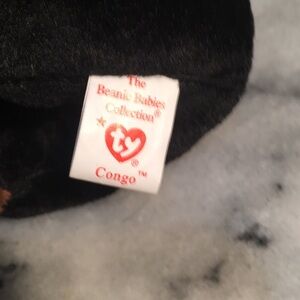 The
Beanie Babies
Collection®
ty
®
Congo™